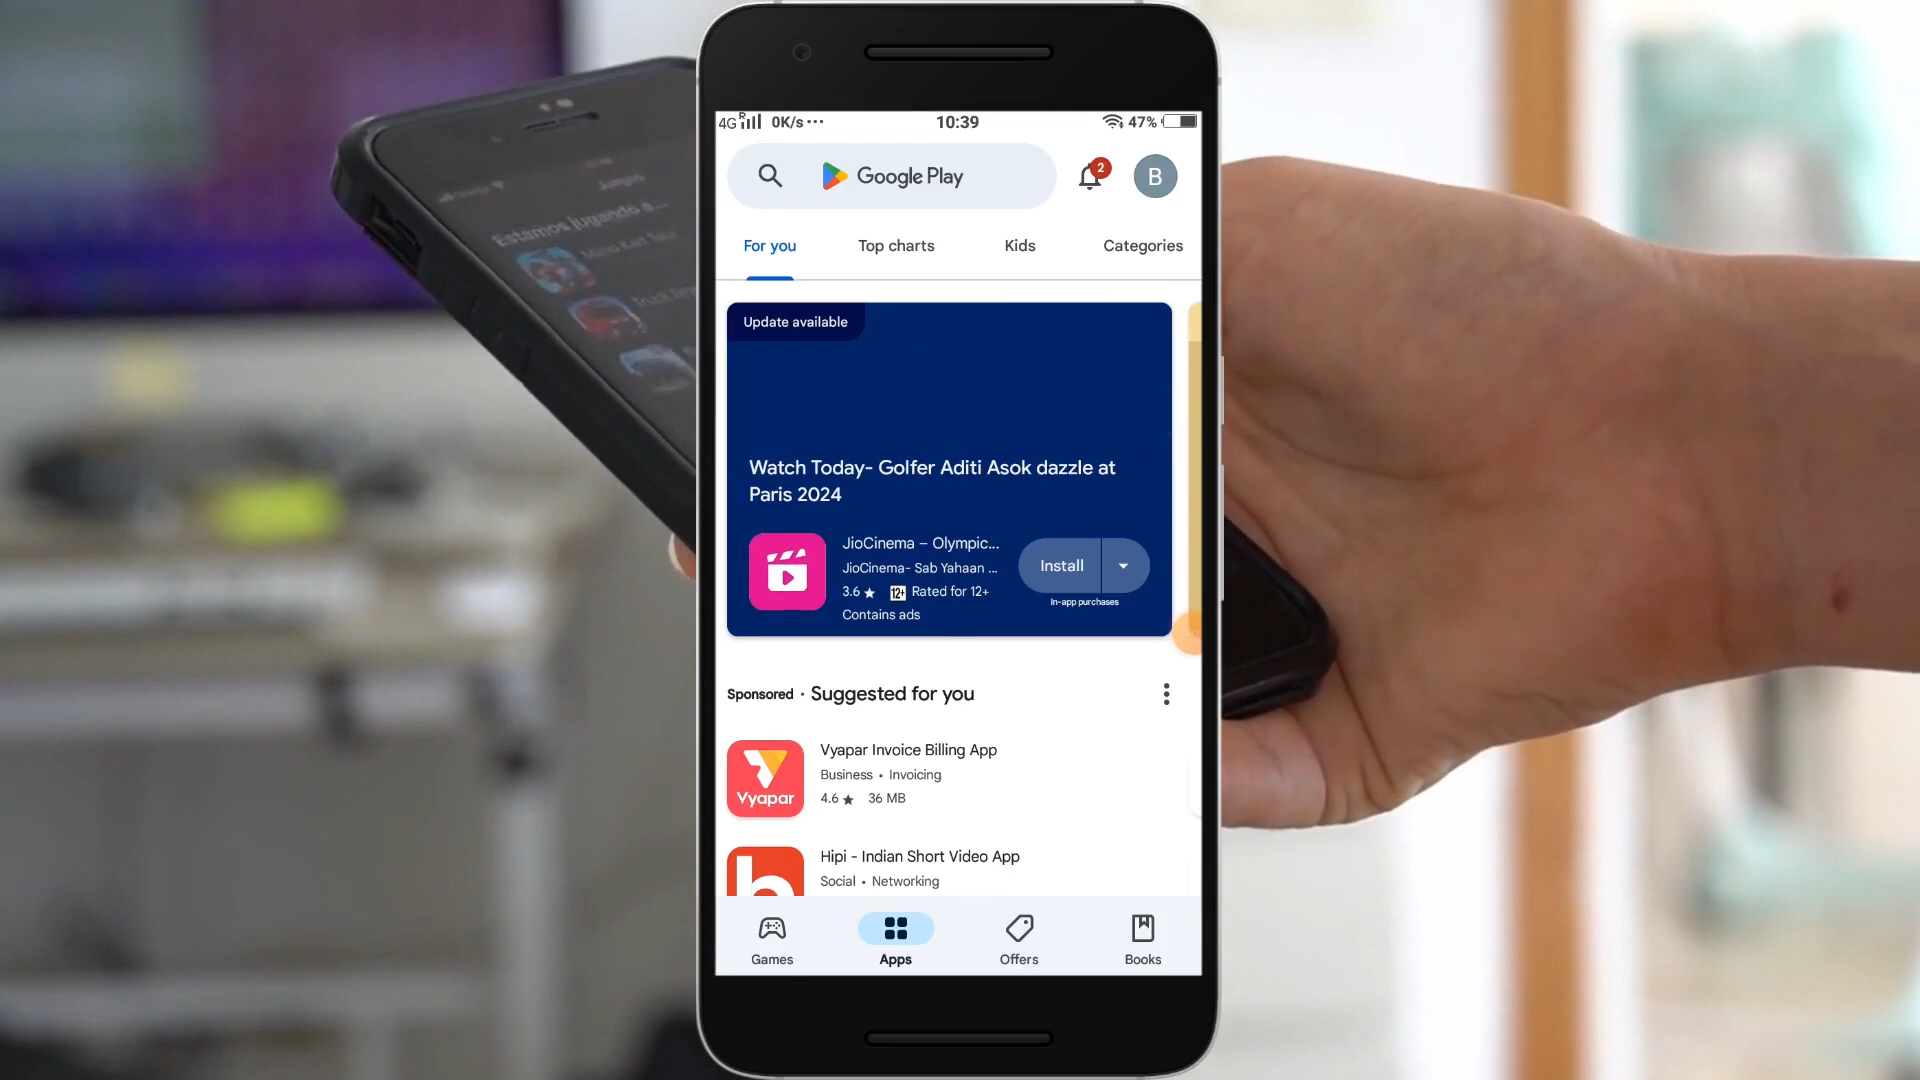 4G R 0K/s ··· 10:39 47%
Google Play 2 B
For you Top charts Kids Categories
Update available
Watch Today- Golfer Aditi Asok dazzle at
Paris 2024
JioCinema – Olympic...
JioCinema- Sab Yahaan ...
3.6 ★ 12+ Rated for 12+
Contains ads
Install
In-app purchases
Sponsored · Suggested for you
Vyapar Invoice Billing App
Business • Invoicing
4.6 ★ 36 MB
Vyapar
Hipi - Indian Short Video App
Social • Networking
Games Apps Offers Books
Juegos
Estamos jugando a...